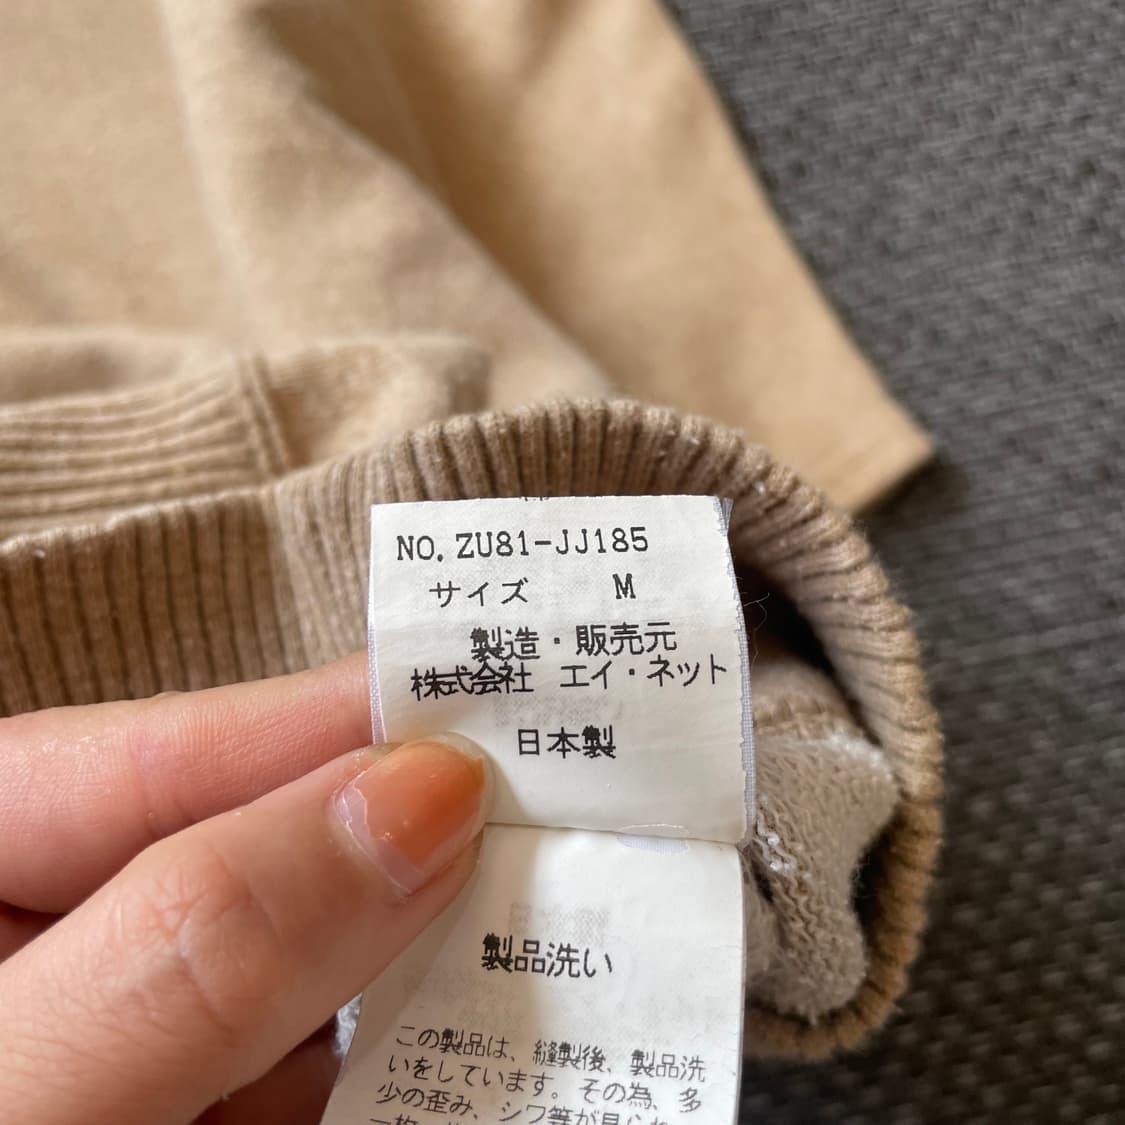 NO. ZU81-JJ185
サイズ M
製造・販売元
株式会社 エイ・ネット
日本製
製品洗い
この製品は、縫製後、製品洗
いをしています。その為、多
少の歪み、シワ等が見られ